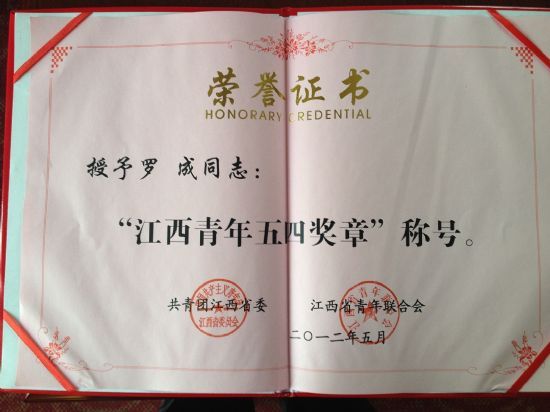 荣誉证书
HONORARY CREDENTIAL
授予罗 成同志：
“江西青年五四奖章”称号。
共青团江西省委 江西省青年联合会
二〇一二年五月